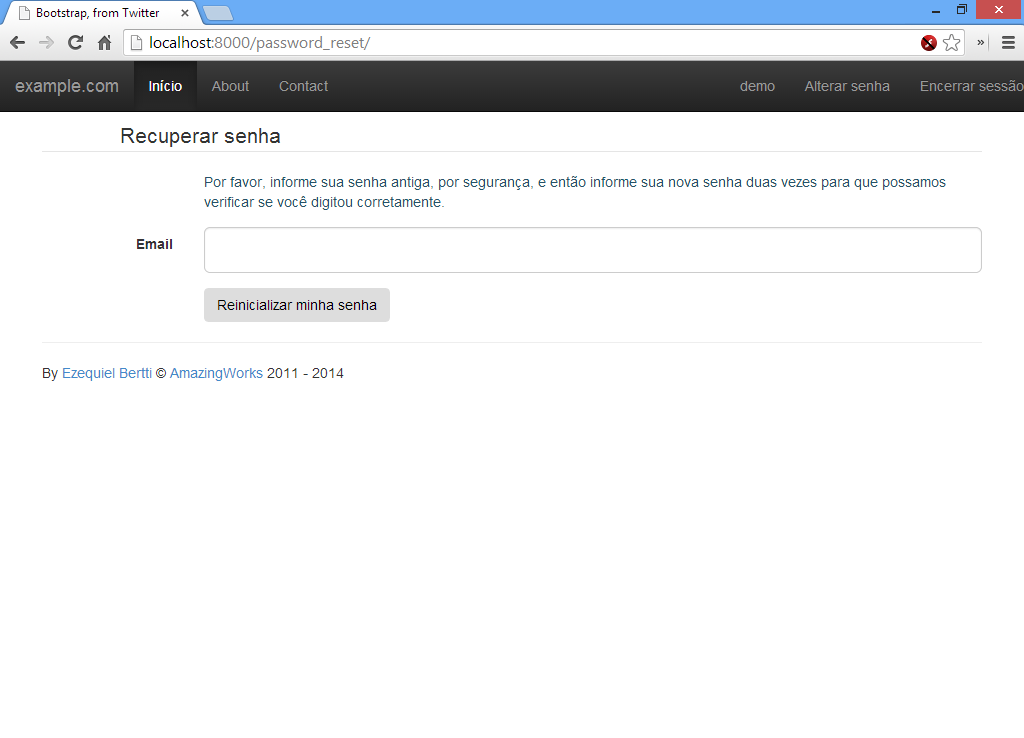 Bootstrap, from Twitter
localhost:8000/password_reset/
example.com Início About Contact demo Alterar senha Encerrar sessão
Recuperar senha
Por favor, informe sua senha antiga, por segurança, e então informe sua nova senha duas vezes para que possamos
verificar se você digitou corretamente.
Email
Reinicializar minha senha
By Ezequiel Bertti © AmazingWorks 2011 - 2014